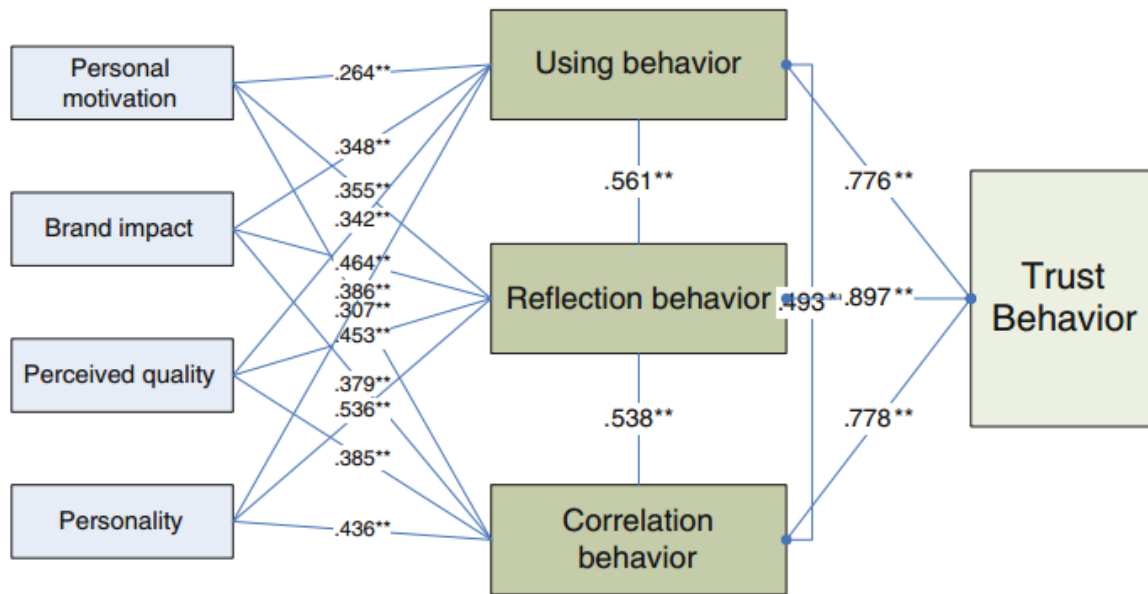 Personal
motivation
Brand impact
Perceived quality
Personality
.264**
.348**
.355**
.342**
.464**
.386**
.307**
.453**
.379**
.536**
.385**
.436**
Using behavior
.561**
Reflection behavior
.538**
Correlation
behavior
.776**
.493*
.897**
.778**
Trust
Behavior